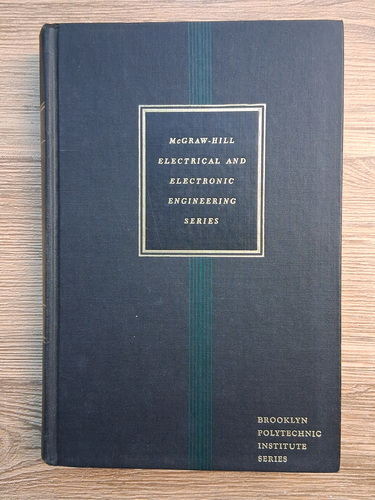 McGRAW-HILL
ELECTRICAL AND
ELECTRONIC
ENGINEERING
SERIES
BROOKLYN
POLYTECHNIC
INSTITUTE
SERIES